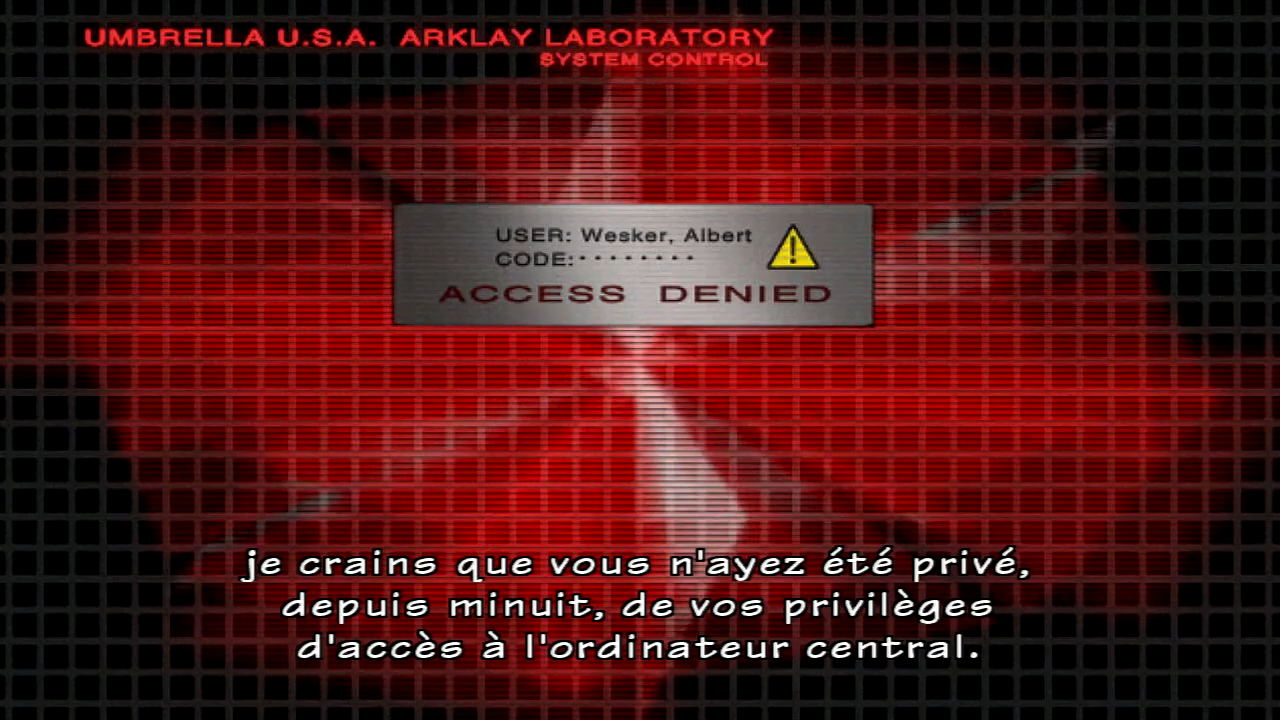 UMBRELLA U.S.A. ARKLAY LABORATORY
SYSTEM CONTROL
USER: Wesker, Albert
CODE:········
ACCESS DENIED
je crains que vous n'ayez été privé,
depuis minuit, de vos privilèges
d'accès à l'ordinateur central.